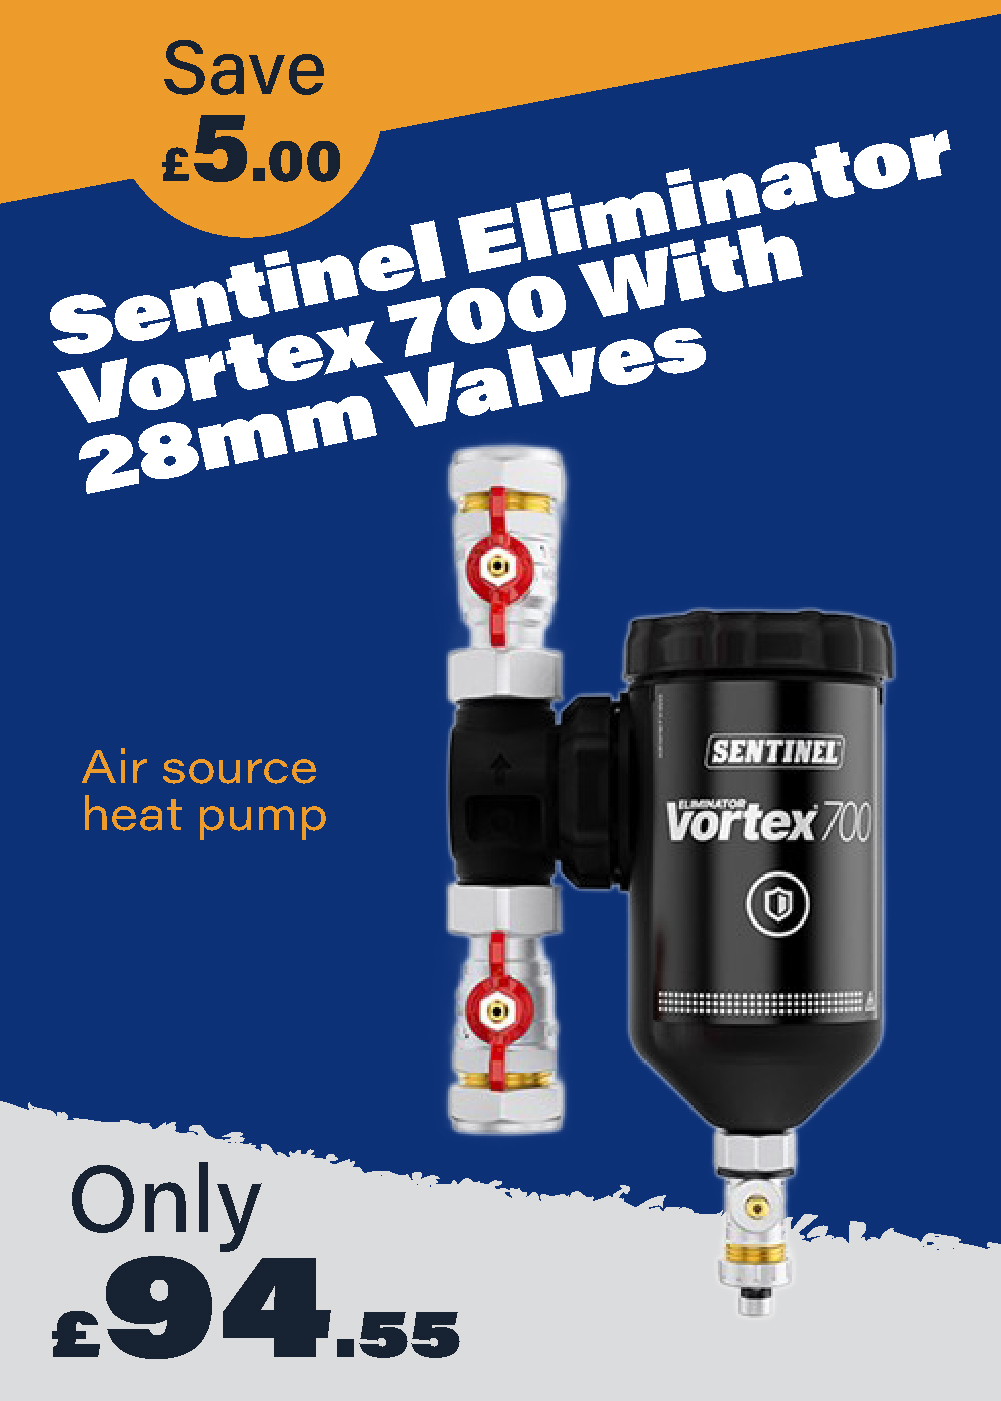 Save
£5.00
Sentinel Eliminator
Vortex 700 With
28mm Valves
Air source
heat pump
SENTINEL
ELIMINATOR
Vortex 700
Only
£94.55